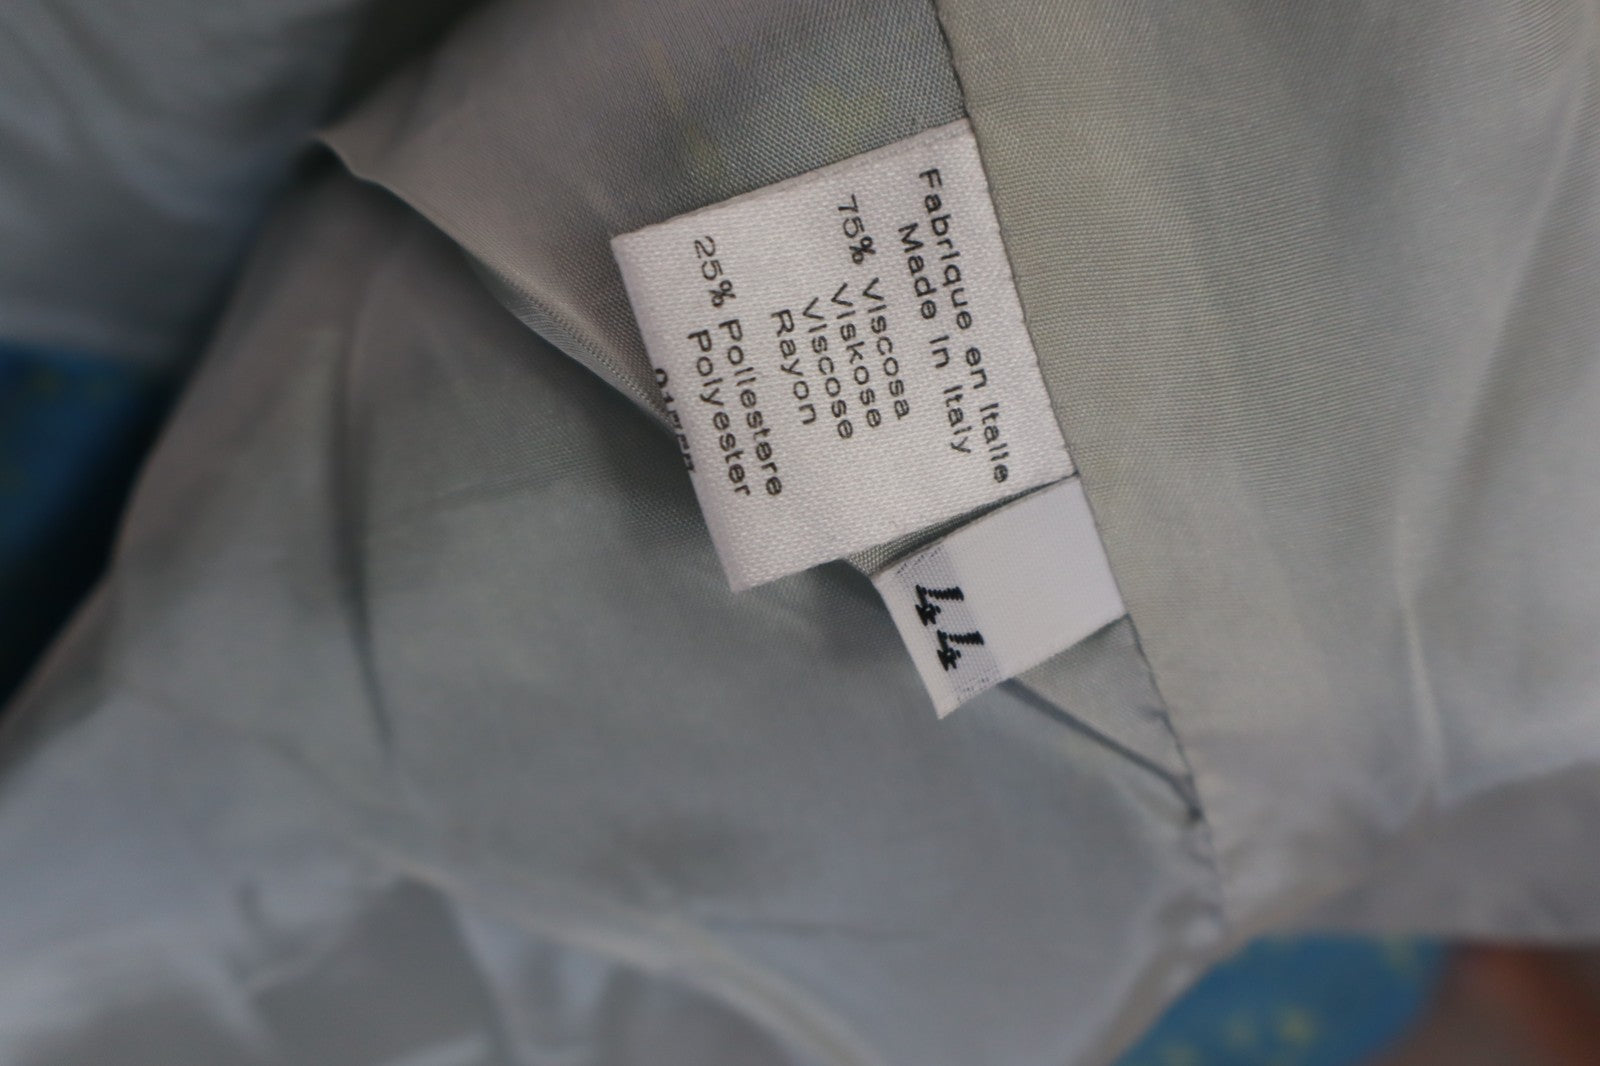 Fabrique en Italie
Made In Italy
75% Viscosa
Viskose
Viscose
Rayon
25% Poliestere
Polyester
44